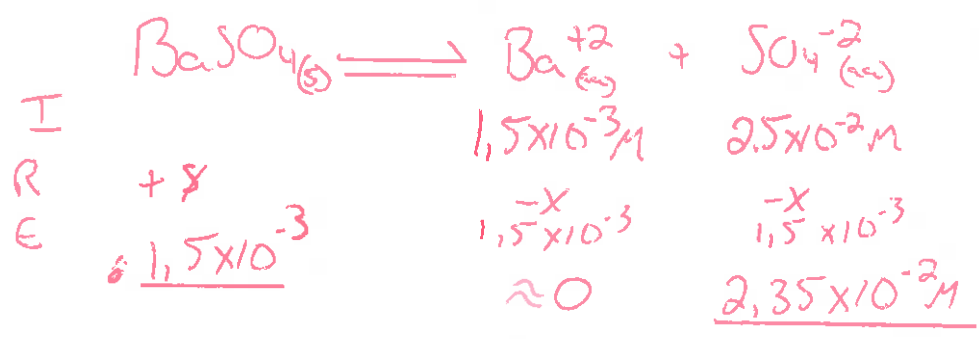 BaSO4(s) ⇌ Ba+2(aq) + SO4-2(aq)
I 1,5x10-3M 2.5x10-2M
R +x -x -x
E 1,5x10-3 1,5x10-3 1,5x10-3
≈0 2,35x10-2M